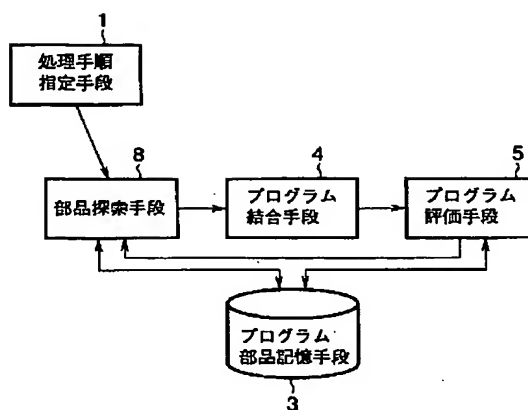 1
処理手順
指定手段
8
部品探索手段
4
プログラム
結合手段
5
プログラム
評価手段
プログラム
部品記憶手段
3